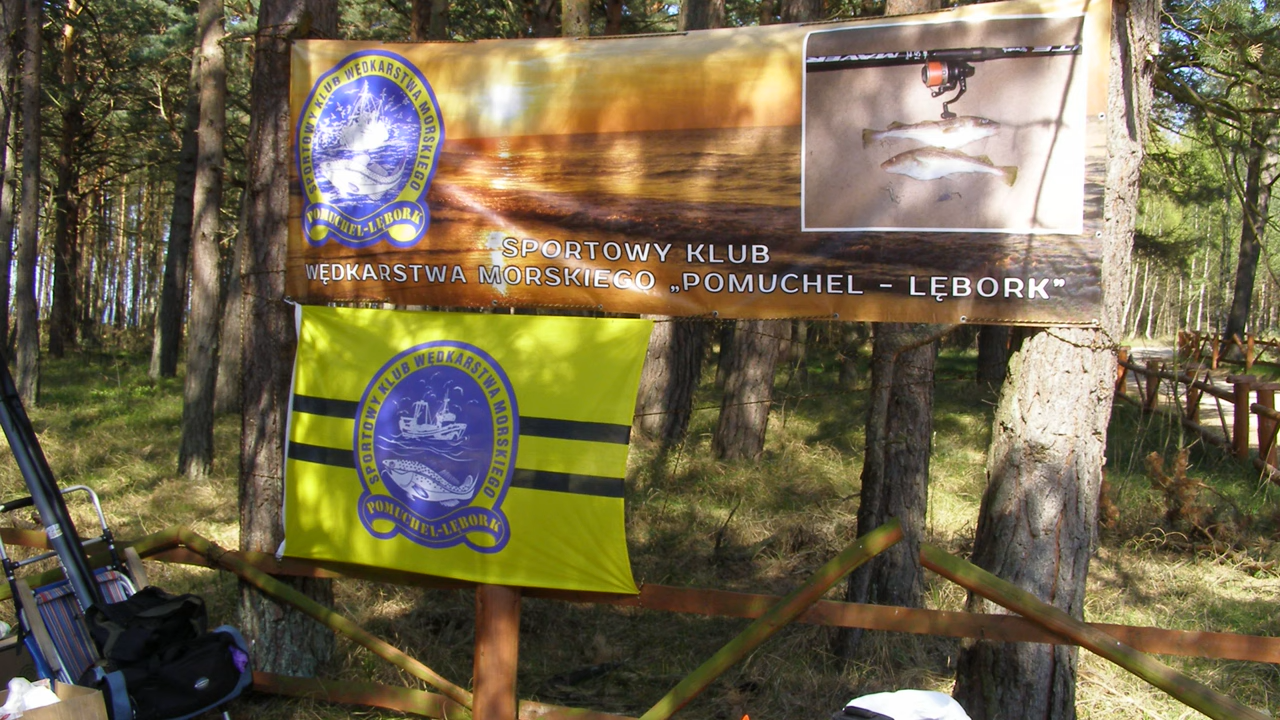 SPORTOWY KLUB WĘDKARSTWA MORSKIEGO
POMUCHEL-LĘBORK
SPORTOWY KLUB
WĘDKARSTWA MORSKIEGO „POMUCHEL – LĘBORK”
SPORTOWY KLUB WĘDKARSTWA MORSKIEGO
POMUCHEL-LĘBORK